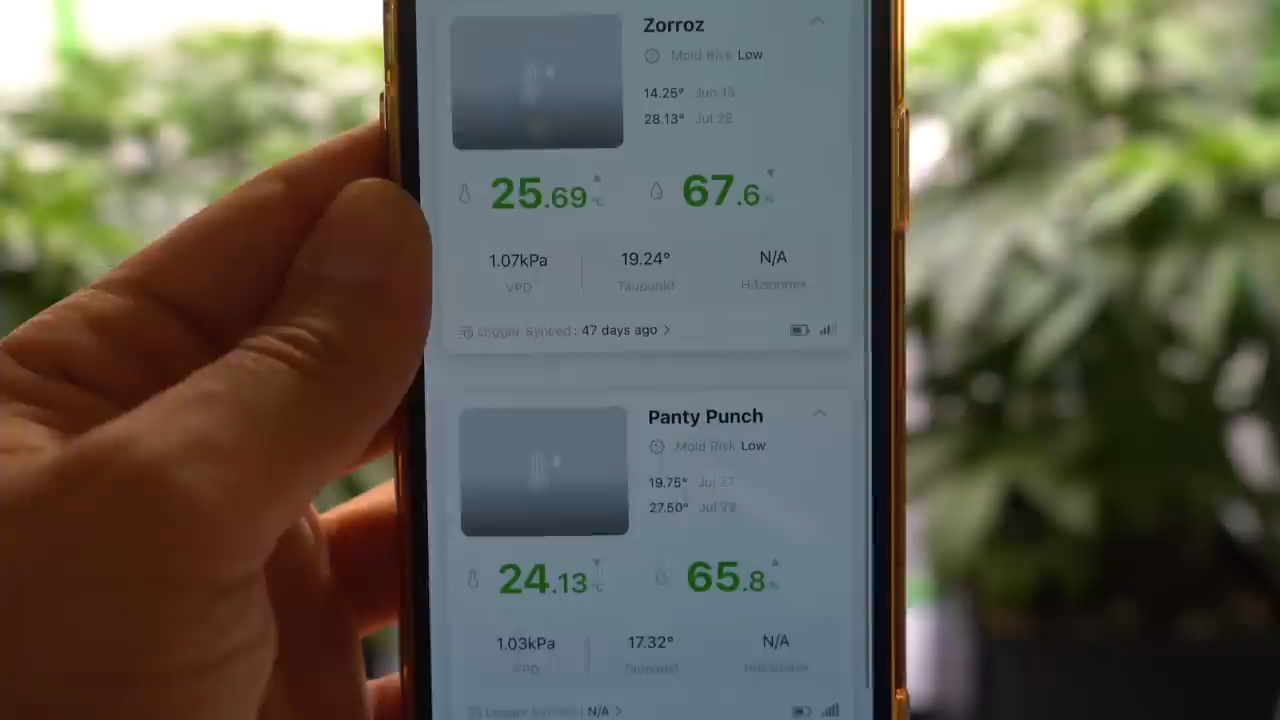 Zorroz
Mold Risk Low
14.25° Jun 15
28.13° Jul 28
25.69 °C 67.6 %
1.07kPa 19.24° N/A
VPD Taupunkt Hitzeindex
Logger Synced: 47 days ago >
Panty Punch
Mold Risk Low
19.75° Jul 27
27.50° Jul 28
24.13 °C 65.8 %
1.03kPa 17.32° N/A
VPD Taupunkt Hitzeindex
Logger Synced N/A >